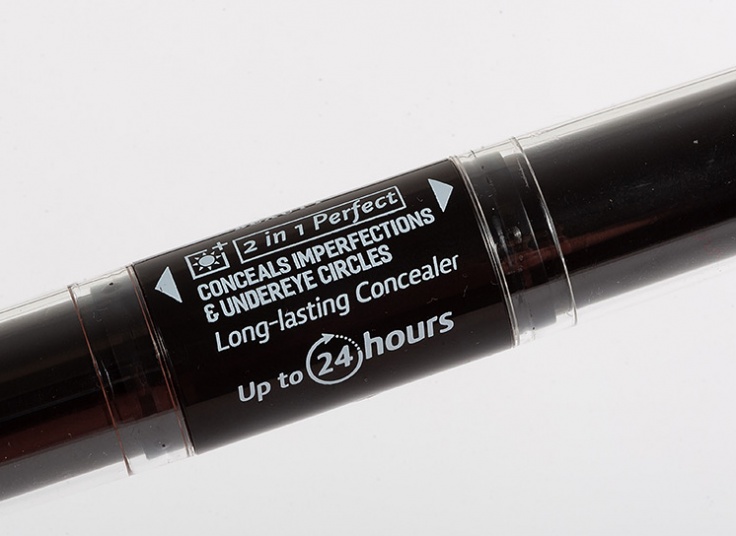 2 in 1 Perfect
CONCEALS IMPERFECTIONS
& UNDEREYE CIRCLES
Long-lasting Concealer
Up to 24 hours